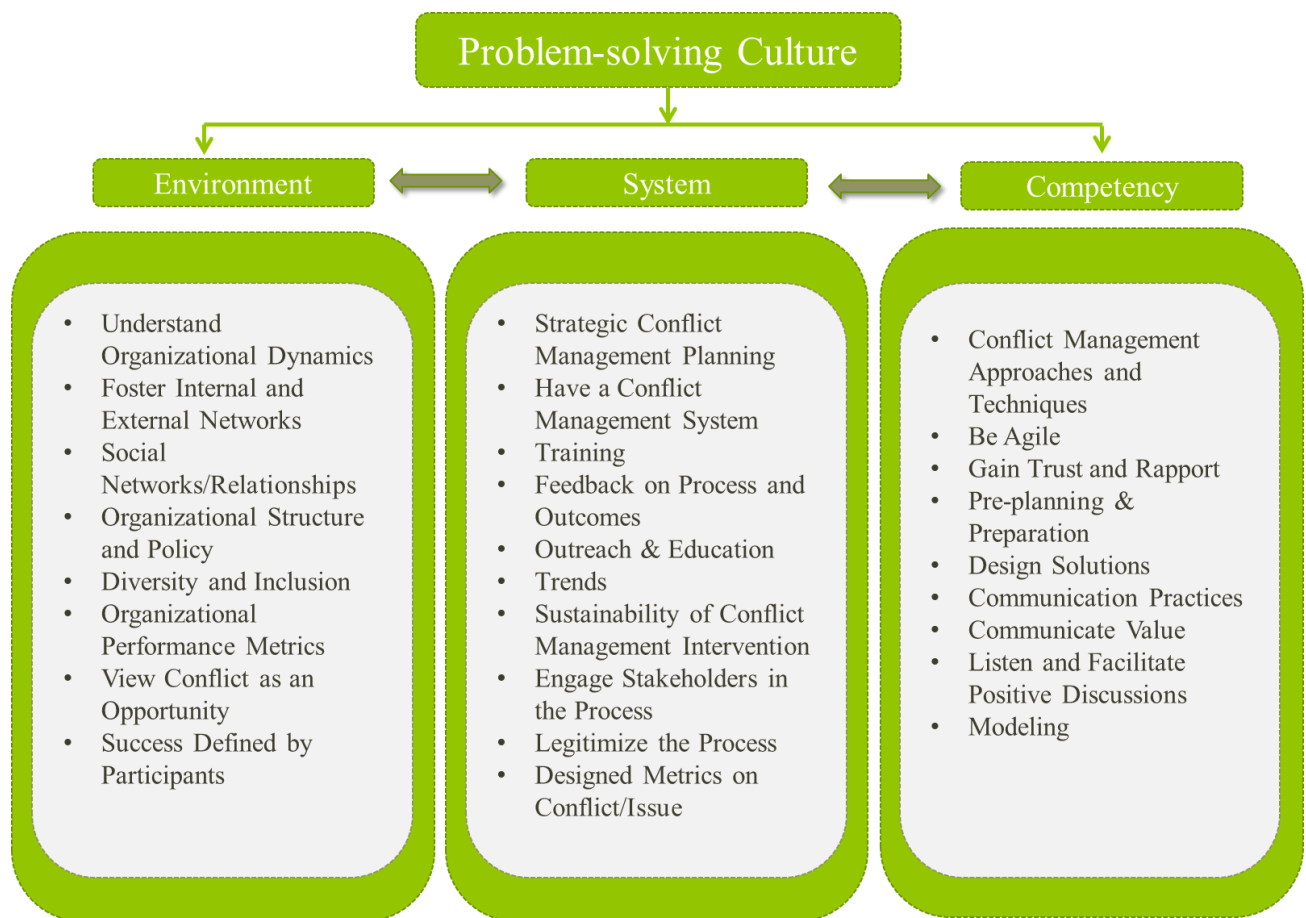 Problem-solving Culture
Environment
System
Competency
• Understand
Organizational Dynamics
• Foster Internal and
External Networks
• Social
Networks/Relationships
• Organizational Structure
and Policy
• Diversity and Inclusion
• Organizational
Performance Metrics
• View Conflict as an
Opportunity
• Success Defined by
Participants
• Strategic Conflict
Management Planning
• Have a Conflict
Management System
• Training
• Feedback on Process and
Outcomes
• Outreach & Education
• Trends
• Sustainability of Conflict
Management Intervention
• Engage Stakeholders in
the Process
• Legitimize the Process
• Designed Metrics on
Conflict/Issue
• Conflict Management
Approaches and
Techniques
• Be Agile
• Gain Trust and Rapport
• Pre-planning &
Preparation
• Design Solutions
• Communication Practices
• Communicate Value
• Listen and Facilitate
Positive Discussions
• Modeling